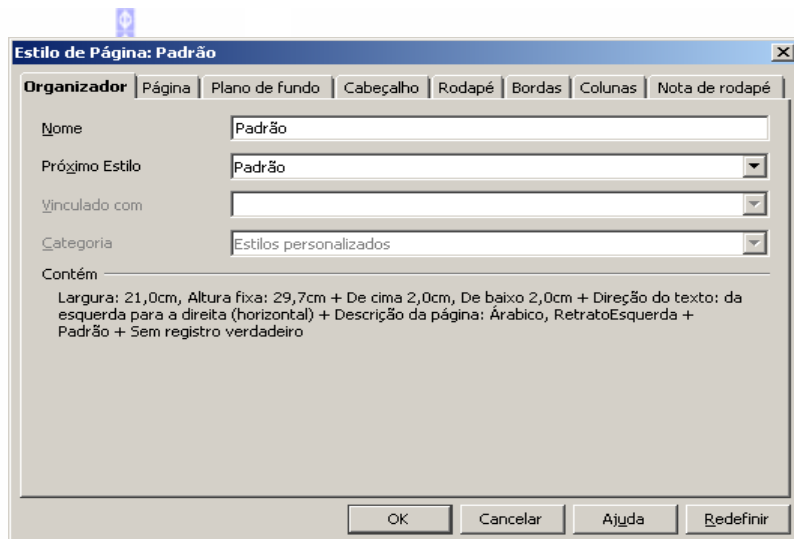 Estilo de Página: Padrão
Organizador Página Plano de fundo Cabeçalho Rodapé Bordas Colunas Nota de rodapé
Nome Padrão
Próximo Estilo Padrão
Vinculado com
Categoria Estilos personalizados
Contém
Largura: 21,0cm, Altura fixa: 29,7cm + De cima 2,0cm, De baixo 2,0cm + Direção do texto: da
esquerda para a direita (horizontal) + Descrição da página: Árabico, RetratoEsquerda +
Padrão + Sem registro verdadeiro
OK Cancelar Ajuda Redefinir